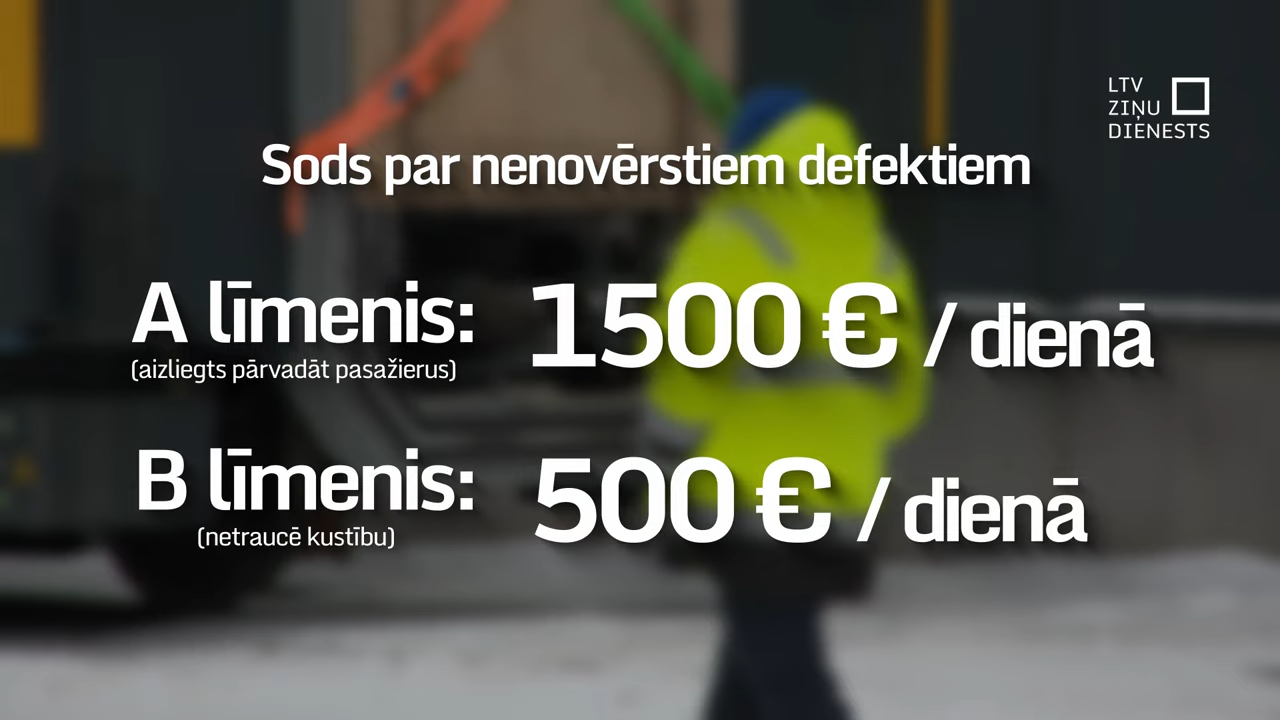 LTV
ZIŅU
DIENESTS
Sods par nenovērstiem defektiem
A līmenis: 1500 € / dienā
(aizliegts pārvadāt pasažierus)
B līmenis: 500 € / dienā
(netraucē kustību)